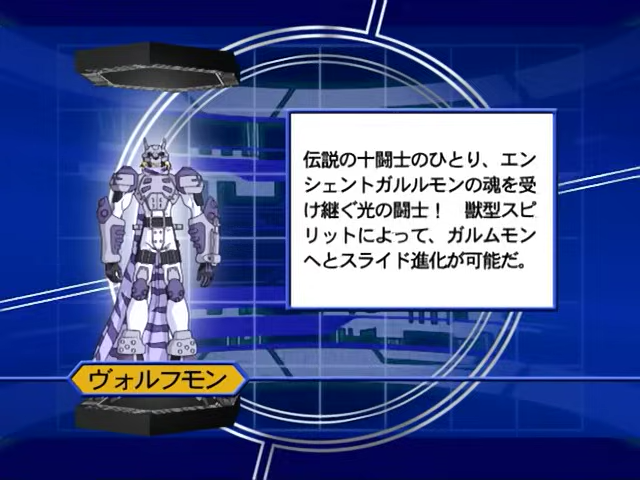 伝説の十闘士のひとり、エン
シェントガルルモンの魂を受
け継ぐ光の闘士！　獣型スピ
リットによって、ガルムモン
へとスライド進化が可能だ。
ヴォルフモン